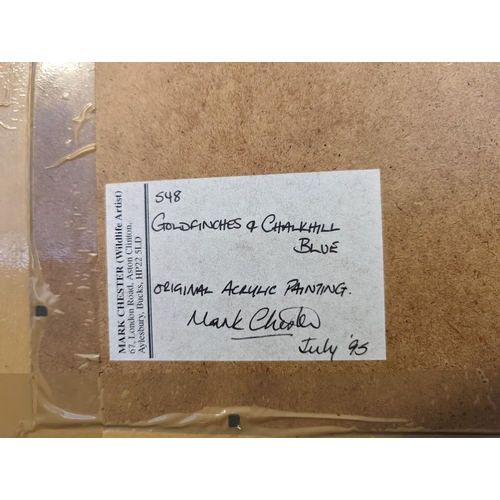 MARK CHESTER (Wildlife Artist)
67, London Road, Aston Clinton,
Aylesbury, Bucks, HP22 5LD
548
GOLDFINCHES & CHALKHILL
BLUE
ORIGINAL ACRYLIC PAINTING.
Mark Chester
July '95